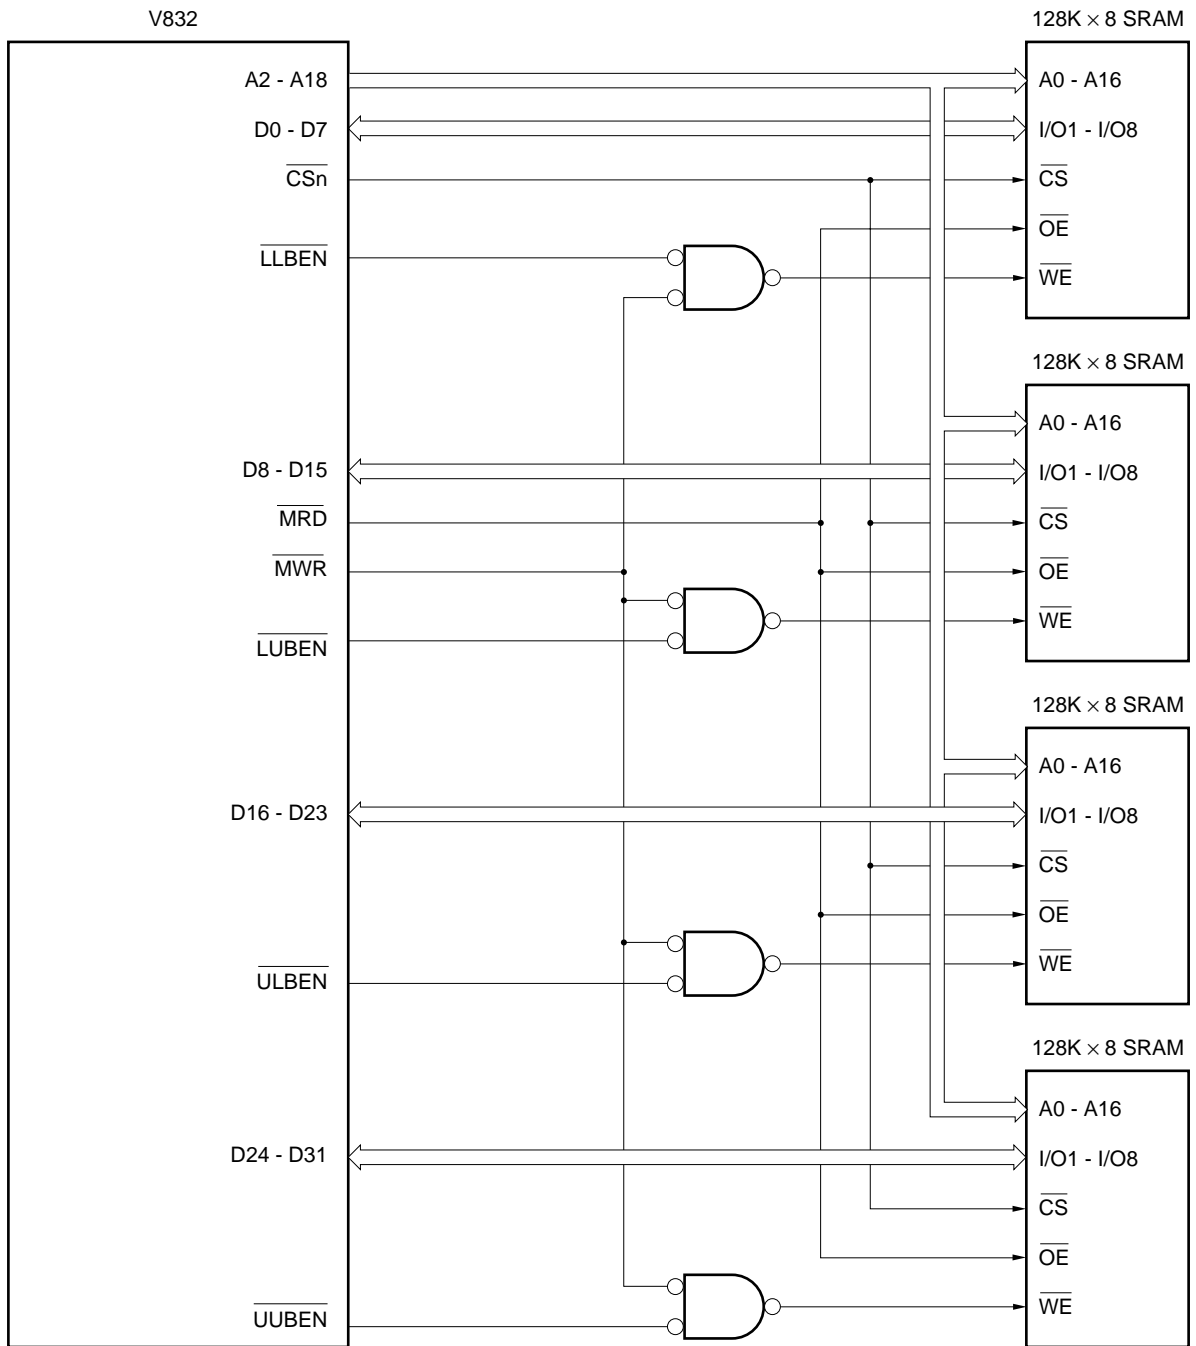 V832
128K × 8 SRAM
A2 - A18
A0 - A16
D0 - D7
I/O1 - I/O8
CSn
CS
OE
LLBEN
WE
128K × 8 SRAM
A0 - A16
D8 - D15
I/O1 - I/O8
MRD
CS
MWR
OE
WE
LUBEN
128K × 8 SRAM
A0 - A16
D16 - D23
I/O1 - I/O8
CS
OE
WE
ULBEN
128K × 8 SRAM
A0 - A16
D24 - D31
I/O1 - I/O8
CS
OE
WE
UUBEN